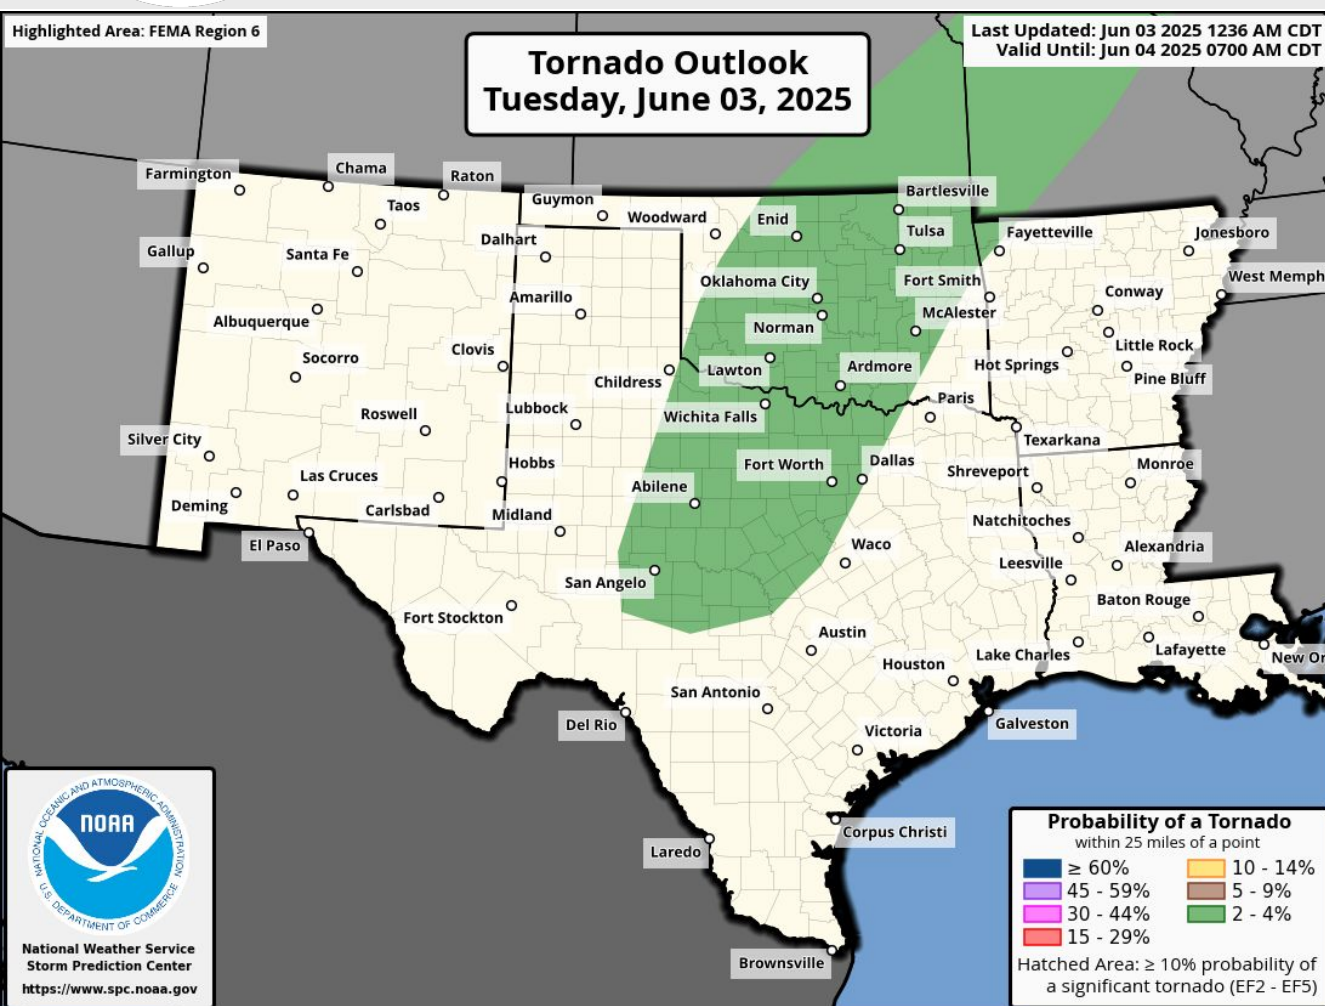 Highlighted Area: FEMA Region 6
Last Updated: Jun 03 2025 1236 AM CDT
Valid Until: Jun 04 2025 0700 AM CDT
Tornado Outlook
Tuesday, June 03, 2025
Farmington
Chama
Raton
Taos
Guymon
Woodward
Enid
Bartlesville
Tulsa
Fayetteville
Jonesboro
Gallup
Santa Fe
Dalhart
Oklahoma City
Fort Smith
West Memph
Albuquerque
Amarillo
Norman
McAlester
Conway
Little Rock
Socorro
Clovis
Childress
Lawton
Ardmore
Hot Springs
Pine Bluff
Roswell
Lubbock
Wichita Falls
Paris
Texarkana
Silver City
Las Cruces
Hobbs
Abilene
Fort Worth
Dallas
Shreveport
Monroe
Deming
Carlsbad
Midland
Natchitoches
El Paso
San Angelo
Waco
Leesville
Alexandria
Fort Stockton
Baton Rouge
Austin
Houston
Lake Charles
Lafayette
New Or
San Antonio
Del Rio
Victoria
Galveston
Corpus Christi
Laredo
Brownsville
NATIONAL OCEANIC AND ATMOSPHERIC ADMINISTRATION
NOAA
U.S. DEPARTMENT OF COMMERCE
National Weather Service
Storm Prediction Center
https://www.spc.noaa.gov
Probability of a Tornado
within 25 miles of a point
≥ 60%
10 - 14%
45 - 59%
5 - 9%
30 - 44%
2 - 4%
15 - 29%
Hatched Area: ≥ 10% probability of
a significant tornado (EF2 - EF5)